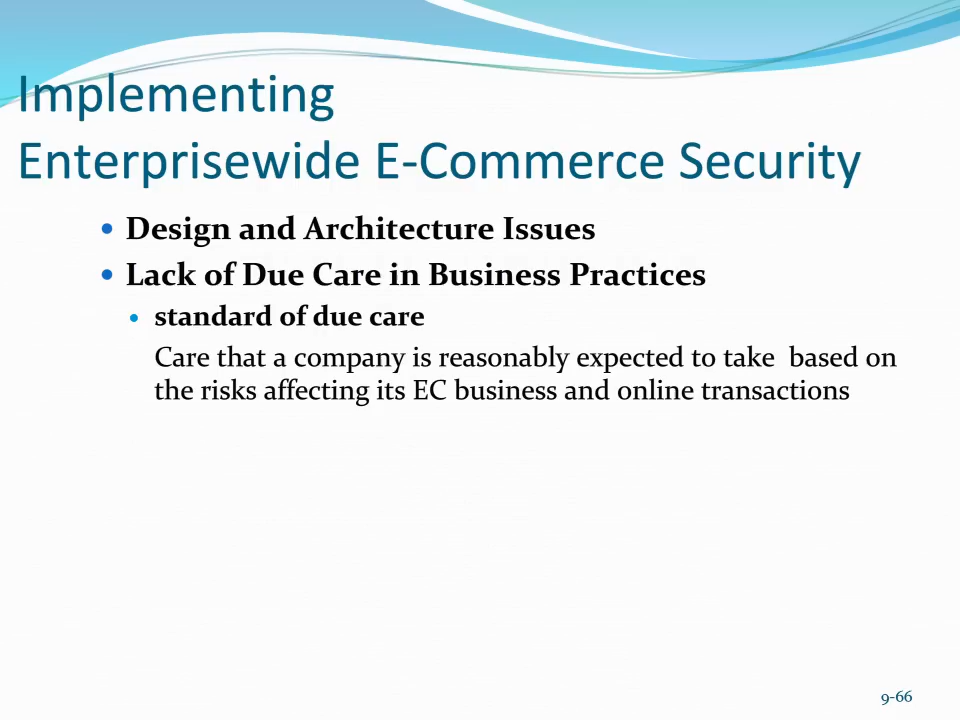 Implementing
Enterprisewide E-Commerce Security
• Design and Architecture Issues
• Lack of Due Care in Business Practices
• standard of due care
Care that a company is reasonably expected to take  based on
the risks affecting its EC business and online transactions
9-66